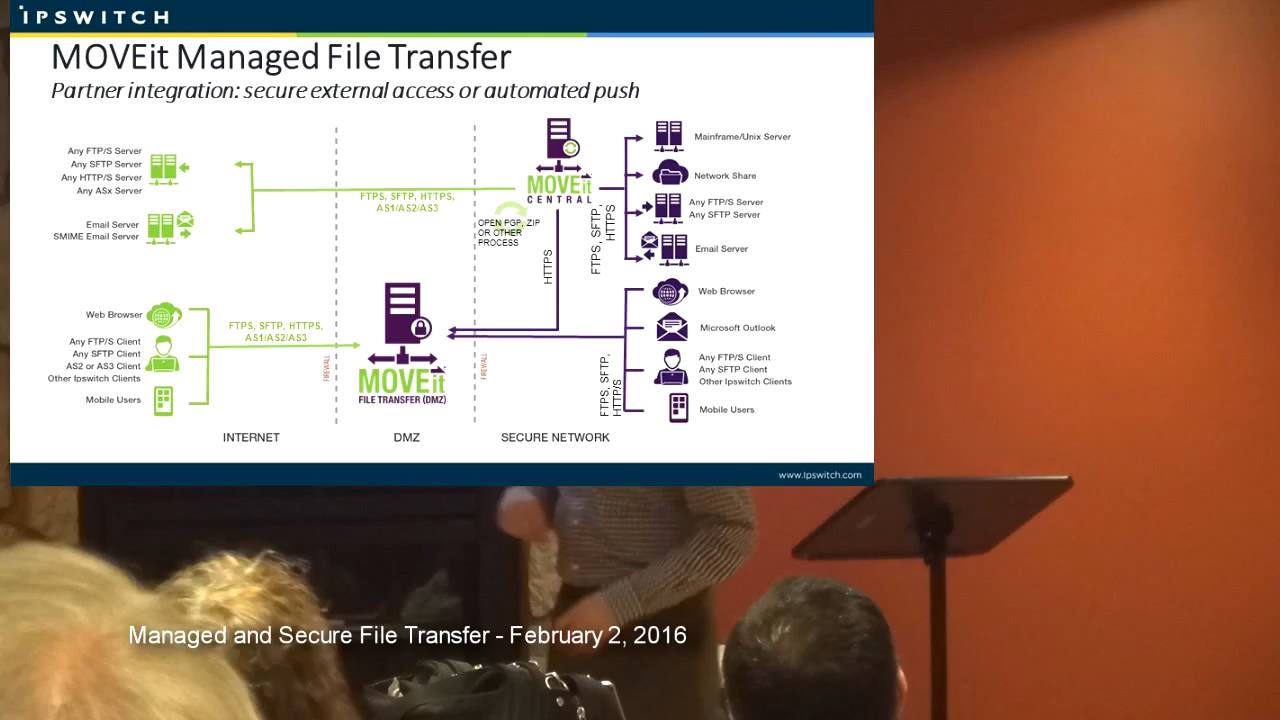 IPSWITCH
MOVEit Managed File Transfer
Partner integration: secure external access or automated push
Any FTP/S Server
Any SFTP Server
Any HTTP/S Server
Any ASx Server
Email Server
SMIME Email Server
FTPS, SFTP, HTTPS,
AS1/AS2/AS3
MOVEit
CENTRAL
OPEN PGP, ZIP
OR OTHER
PROCESS
HTTPS
FTPS, SFTP,
HTTPS
Mainframe/Unix Server
Network Share
Any FTP/S Server
Any SFTP Server
Email Server
Web Browser
Any FTP/S Client
Any SFTP Client
AS2 or AS3 Client
Other Ipswitch Clients
Mobile Users
FTPS, SFTP, HTTPS,
AS1/AS2/AS3
FIREWALL
MOVEit
FILE TRANSFER (DMZ)
FIREWALL
FTPS, SFTP,
HTTP/S
Web Browser
Microsoft Outlook
Any FTP/S Client
Any SFTP Client
Other Ipswitch Clients
Mobile Users
INTERNET
DMZ
SECURE NETWORK
www.ipswitch.com
Managed and Secure File Transfer - February 2, 2016